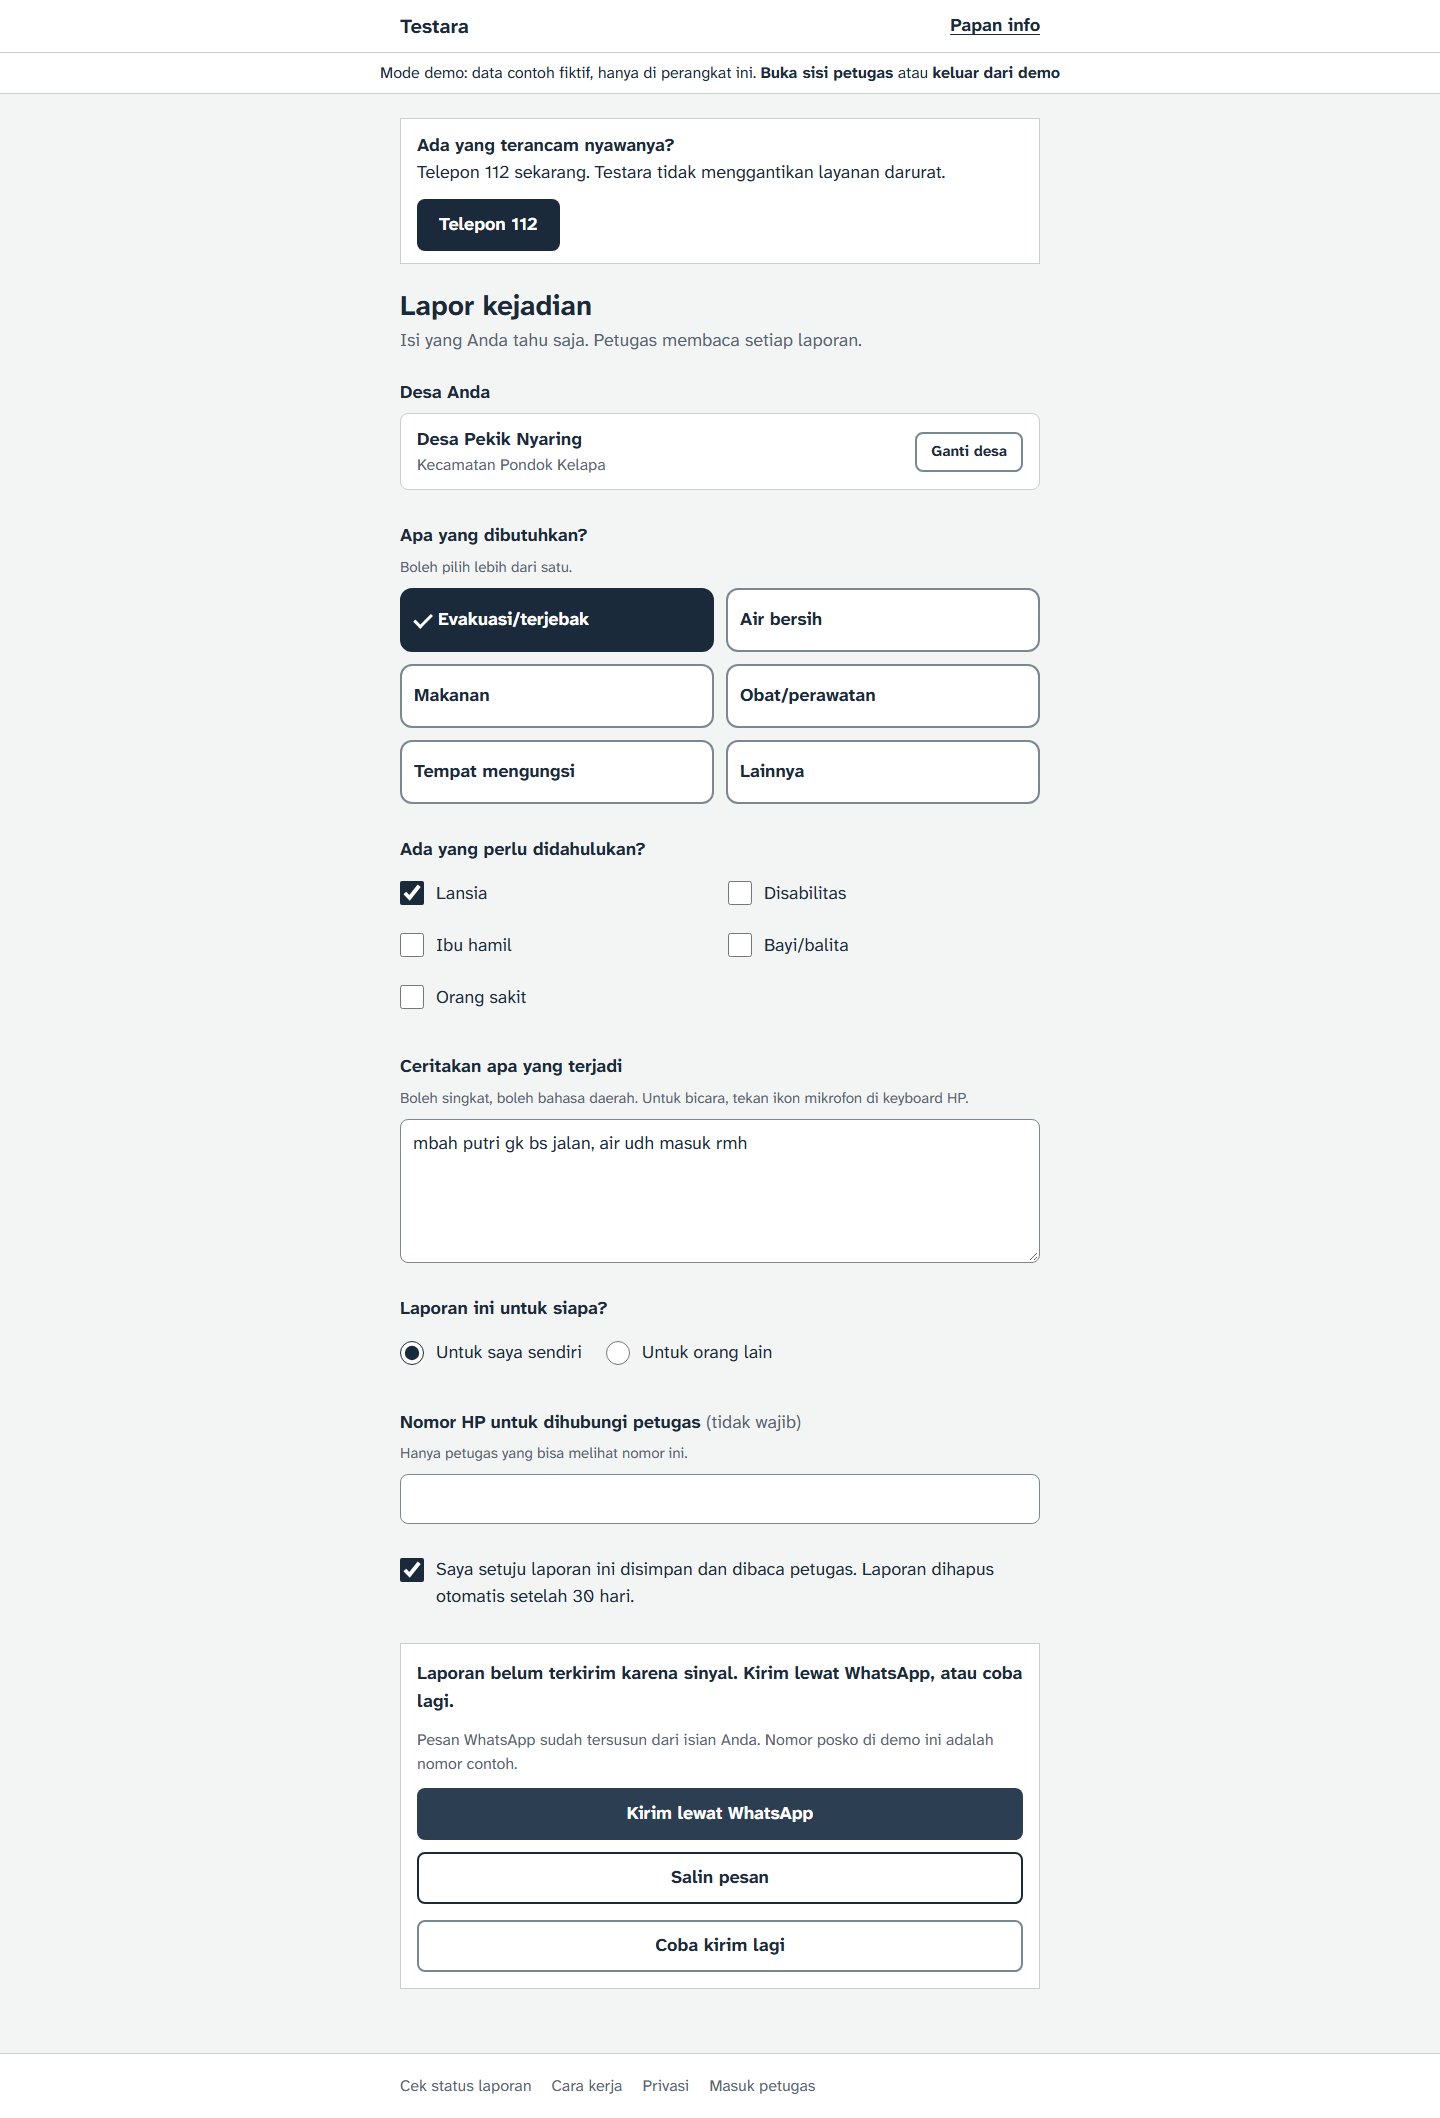 Testara
Papan info
Mode demo: data contoh fiktif, hanya di perangkat ini. Buka sisi petugas atau keluar dari demo
Ada yang terancam nyawanya?
Telepon 112 sekarang. Testara tidak menggantikan layanan darurat.
Telepon 112
Lapor kejadian
Isi yang Anda tahu saja. Petugas membaca setiap laporan.
Desa Anda
Desa Pekik Nyaring
Kecamatan Pondok Kelapa
Ganti desa
Apa yang dibutuhkan?
Boleh pilih lebih dari satu.
Evakuasi/terjebak
Air bersih
Makanan
Obat/perawatan
Tempat mengungsi
Lainnya
Ada yang perlu didahulukan?
Lansia
Disabilitas
Ibu hamil
Bayi/balita
Orang sakit
Ceritakan apa yang terjadi
Boleh singkat, boleh bahasa daerah. Untuk bicara, tekan ikon mikrofon di keyboard HP.
mbah putri gk bs jalan, air udh masuk rmh
Laporan ini untuk siapa?
Untuk saya sendiri
Untuk orang lain
Nomor HP untuk dihubungi petugas (tidak wajib)
Hanya petugas yang bisa melihat nomor ini.
Saya setuju laporan ini disimpan dan dibaca petugas. Laporan dihapus
otomatis setelah 30 hari.
Laporan belum terkirim karena sinyal. Kirim lewat WhatsApp, atau coba
lagi.
Pesan WhatsApp sudah tersusun dari isian Anda. Nomor posko di demo ini adalah
nomor contoh.
Kirim lewat WhatsApp
Salin pesan
Coba kirim lagi
Cek status laporan
Cara kerja
Privasi
Masuk petugas